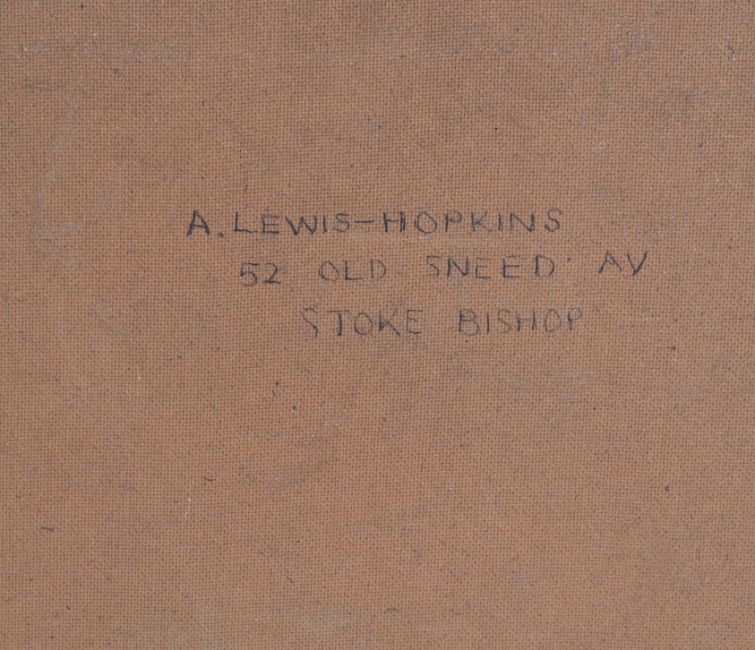 A. LEWIS-HOPKINS
52 OLD SNEED AV
STOKE BISHOP